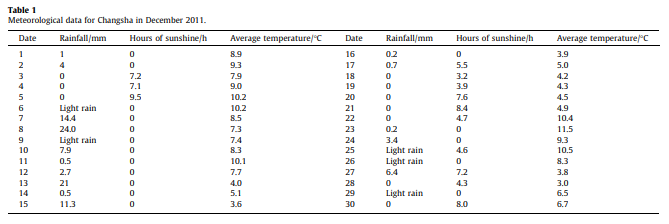 Table 1
Meteorological data for Changsha in December 2011.
Date Rainfall/mm Hours of sunshine/h Average temperature/°C Date Rainfall/mm Hours of sunshine/h Average temperature/°C
1 1 0 8.9 16 0.2 0 3.9
2 4 0 9.3 17 0.7 5.5 5.0
3 0 7.2 7.9 18 0 3.2 4.2
4 0 7.1 9.0 19 0 3.9 4.3
5 0 9.5 10.2 20 0 7.6 4.5
6 Light rain 0 10.2 21 0 8.4 4.9
7 14.4 0 8.5 22 0 4.7 10.4
8 24.0 0 7.3 23 0.2 0 11.5
9 Light rain 0 7.4 24 3.4 0 9.3
10 7.9 0 8.3 25 Light rain 4.6 10.5
11 0.5 0 10.1 26 Light rain 0 8.3
12 2.7 0 7.7 27 6.4 7.2 3.8
13 21 0 4.0 28 0 4.3 3.0
14 0.5 0 5.1 29 Light rain 0 6.5
15 11.3 0 3.6 30 0 8.0 6.7